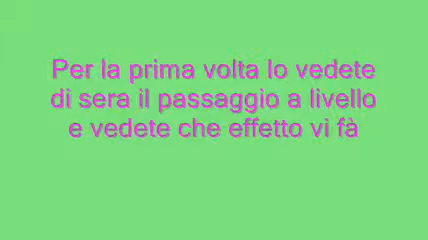 Per la prima volta lo vedete
di sera il passaggio a livello
e vedete che effetto vi fà